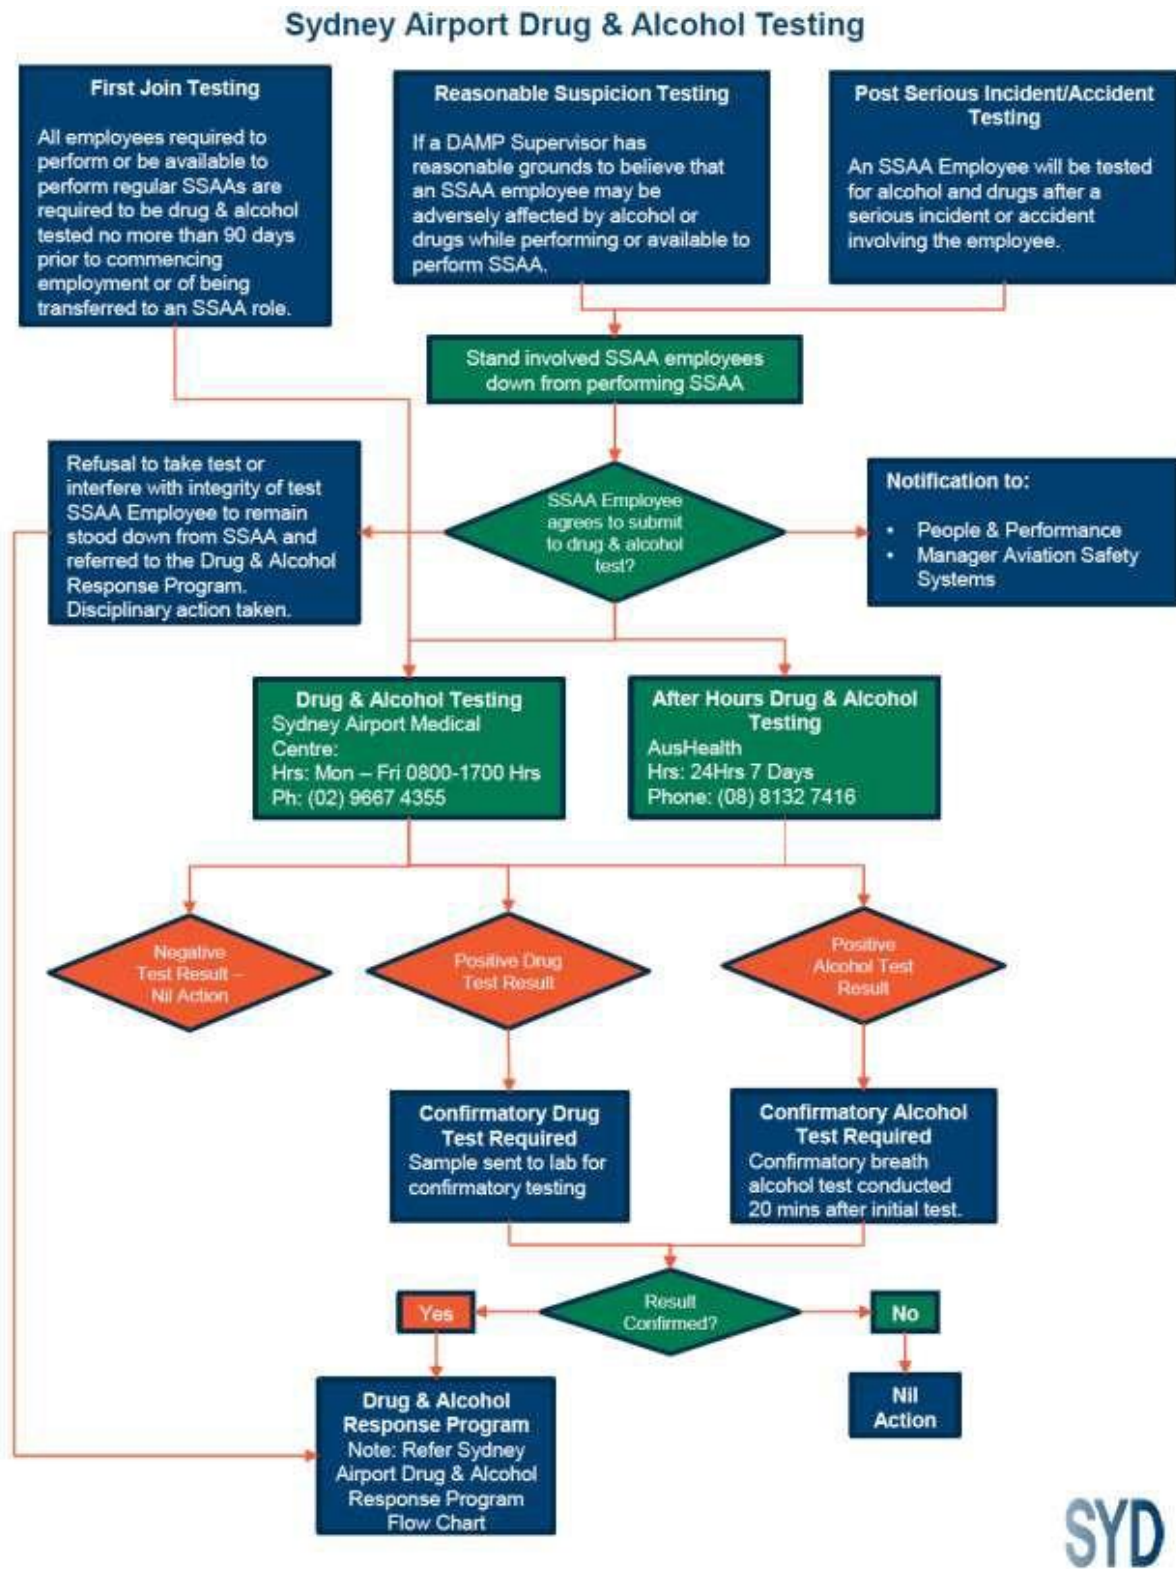 Sydney Airport Drug & Alcohol Testing
First Join Testing
All employees required to
perform or be available to
perform regular SSAAs are
required to be drug & alcohol
tested no more than 90 days
prior to commencing
employment or of being
transferred to an SSAA role.
Reasonable Suspicion Testing
If a DAMP Supervisor has
reasonable grounds to believe that
an SSAA employee may be
adversely affected by alcohol or
drugs while performing or available to
perform SSAA.
Post Serious Incident/Accident
Testing
An SSAA Employee will be tested
for alcohol and drugs after a
serious incident or accident
involving the employee.
Stand involved SSAA employees
down from performing SSAA
Refusal to take test or
interfere with integrity of test
SSAA Employee to remain
stood down from SSAA and
referred to the Drug & Alcohol
Response Program.
Disciplinary action taken.
SSAA Employee
agrees to submit
to drug & alcohol
test?
Notification to:
• People & Performance
• Manager Aviation Safety
Systems
Drug & Alcohol Testing
Sydney Airport Medical
Centre:
Hrs: Mon – Fri 0800-1700 Hrs
Ph: (02) 9667 4355
After Hours Drug & Alcohol
Testing
AusHealth
Hrs: 24Hrs 7 Days
Phone: (08) 8132 7416
Negative
Test Result –
Nil Action
Positive Drug
Test Result
Positive
Alcohol Test
Result
Confirmatory Drug
Test Required
Sample sent to lab for
confirmatory testing
Confirmatory Alcohol
Test Required
Confirmatory breath
alcohol test conducted
20 mins after initial test.
Result
Confirmed?
Yes
No
Drug & Alcohol
Response Program
Note: Refer Sydney
Airport Drug & Alcohol
Response Program
Flow Chart
Nil
Action
SYD